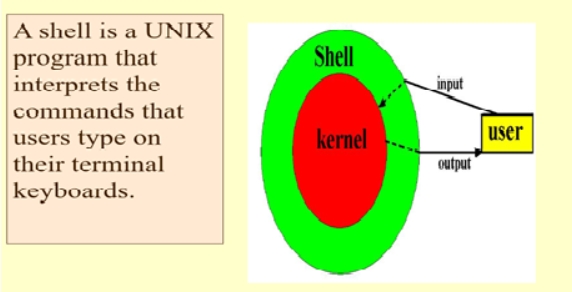 A shell is a UNIX
program that
interprets the
commands that
users type on
their terminal
keyboards.
Shell
input
kernel
user
output